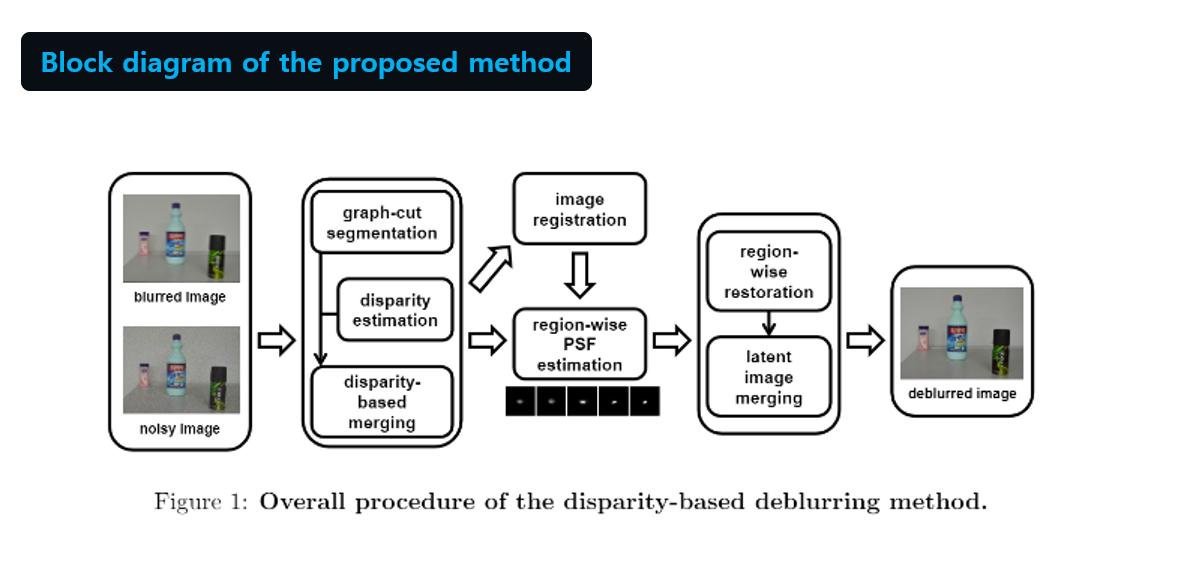 Block diagram of the proposed method
blurred image
noisy image
graph-cut
segmentation
disparity
estimation
disparity-
based
merging
image
registration
region-wise
PSF
estimation
region-
wise
restoration
latent
image
merging
deblurred image
Figure 1: Overall procedure of the disparity-based deblurring method.